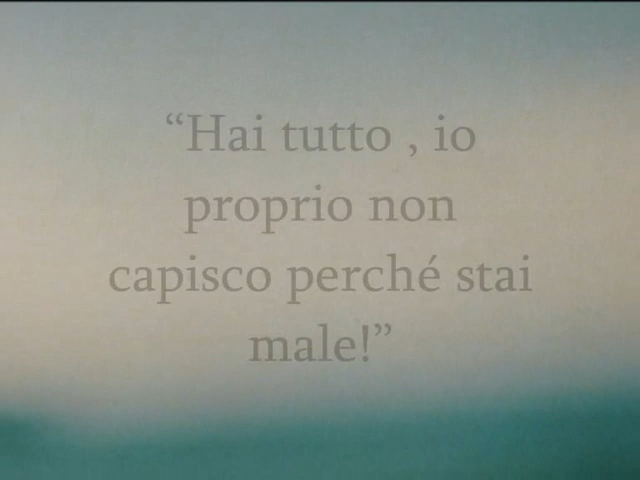 “Hai tutto , io
proprio non
capisco perché stai
male!”